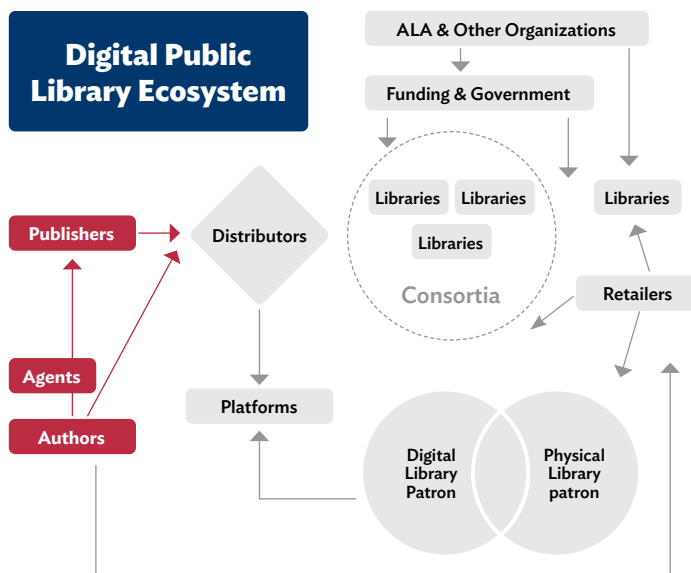 Digital Public
Library Ecosystem
ALA & Other Organizations
Funding & Government
Libraries
Libraries
Libraries
Libraries
Consortia
Publishers
Distributors
Retailers
Agents
Authors
Platforms
Digital
Library
Patron
Physical
Library
patron